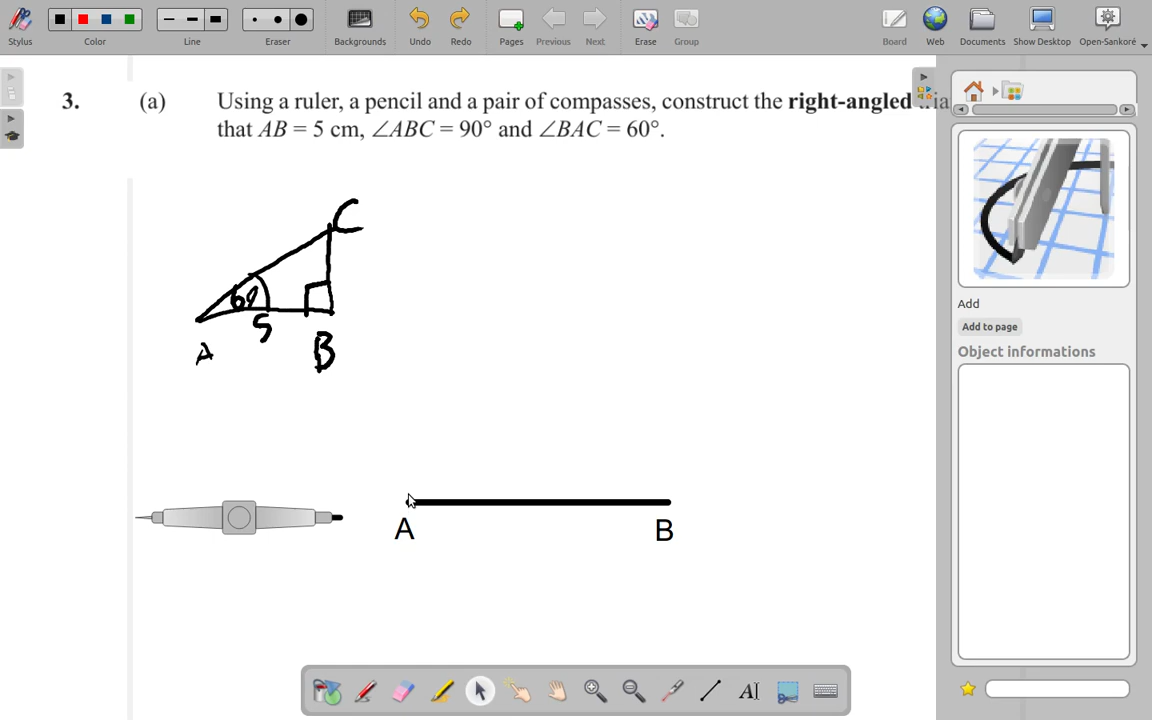 Stylus Color Line Eraser Backgrounds Undo Redo Pages Previous Next Erase Group Board Web Documents Show Desktop Open-Sankoré
3. (a) Using a ruler, a pencil and a pair of compasses, construct the right-angled
that AB = 5 cm, ∠ABC = 90° and ∠BAC = 60°.
C
60
5
A B
A B
Add
Add to page
Object informations